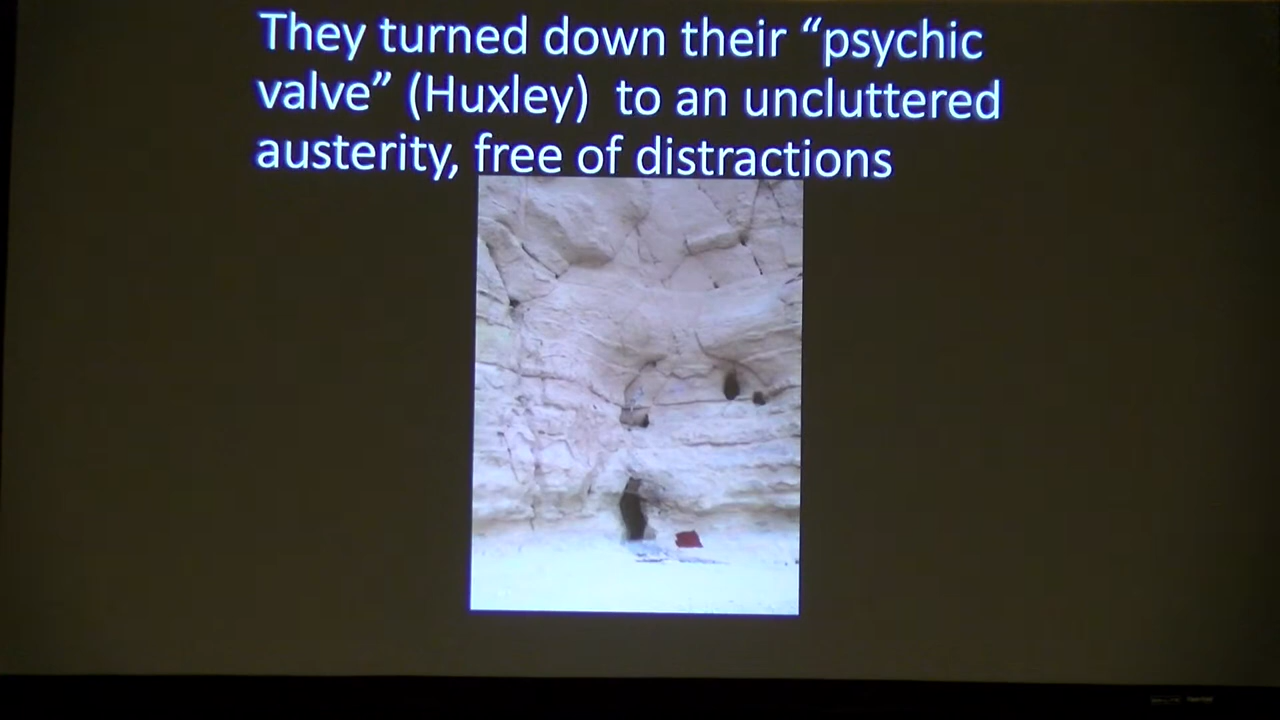 They turned down their “psychic
valve” (Huxley)  to an uncluttered
austerity, free of distractions